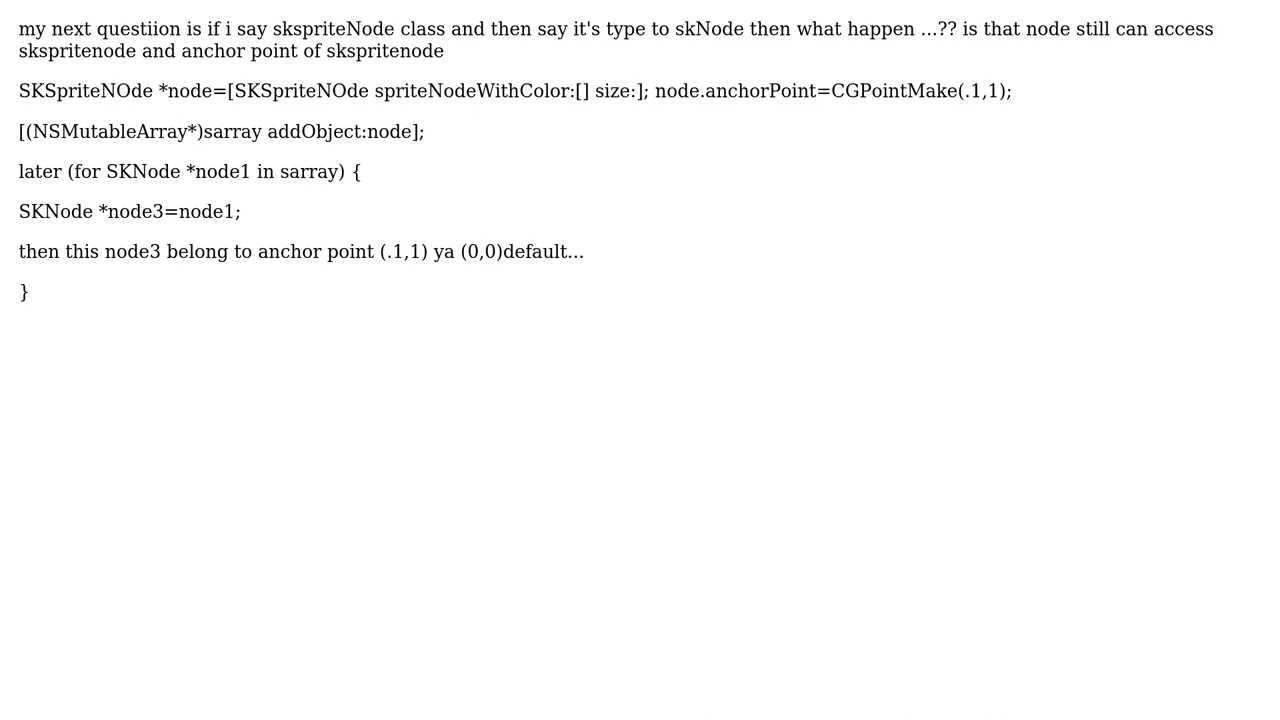 my next questiion is if i say skspriteNode class and then say it's type to skNode then what happen ...?? is that node still can access
skspritenode and anchor point of skspritenode
SKSpriteNOde *node=[SKSpriteNOde spriteNodeWithColor:[] size:]; node.anchorPoint=CGPointMake(.1,1);
[(NSMutableArray*)sarray addObject:node];
later (for SKNode *node1 in sarray) {
SKNode *node3=node1;
then this node3 belong to anchor point (.1,1) ya (0,0)default...
}